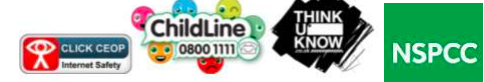 CLICK CEOP
Internet Safety
ChildLine
0800 1111
THINK
U
KNOW
NSPCC